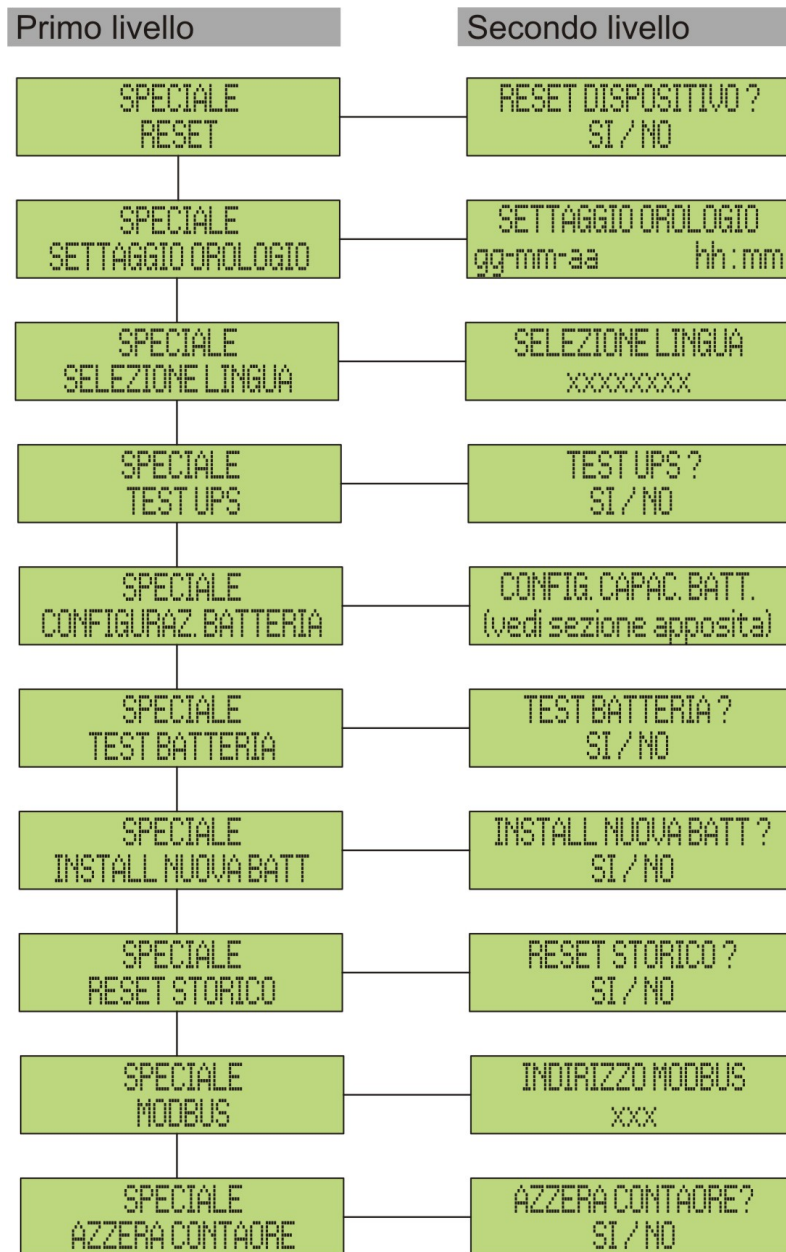 Primo livello
Secondo livello
SPECIALE
RESET
RESET DISPOSITIVO ?
SI / NO
SPECIALE
SETTAGGIO OROLOGIO
SETTAGGIO OROLOGIO
gg-mm-aa hh:mm
SPECIALE
SELEZIONE LINGUA
SELEZIONE LINGUA
xxxxxxxxx
SPECIALE
TEST UPS
TEST UPS ?
SI / NO
SPECIALE
CONFIGURAZ. BATTERIA
CONFIG. CAPAC. BATT.
(vedi sezione apposita)
SPECIALE
TEST BATTERIA
TEST BATTERIA ?
SI / NO
SPECIALE
INSTALL NUOVA BATT
INSTALL NUOVA BATT ?
SI / NO
SPECIALE
RESET STORICO
RESET STORICO ?
SI / NO
SPECIALE
MODBUS
INDIRIZZO MODBUS
xxx
SPECIALE
AZZERA CONTAORE
AZZERA CONTAORE?
SI / NO